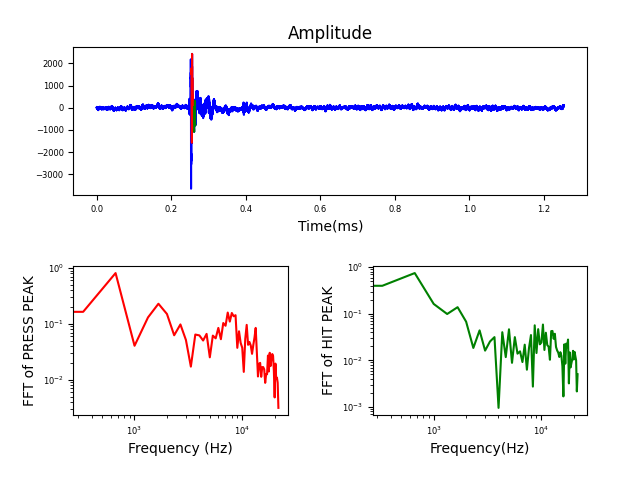 Amplitude
2000
1000
0
−1000
−2000
−3000
0.0 0.2 0.4 0.6 0.8 1.0 1.2
Time(ms)
FFT of PRESS PEAK
10⁰
10⁻¹
10⁻²
10³ 10⁴
Frequency (Hz)
FFT of HIT PEAK
10⁰
10⁻¹
10⁻²
10⁻³
10³ 10⁴
Frequency(Hz)